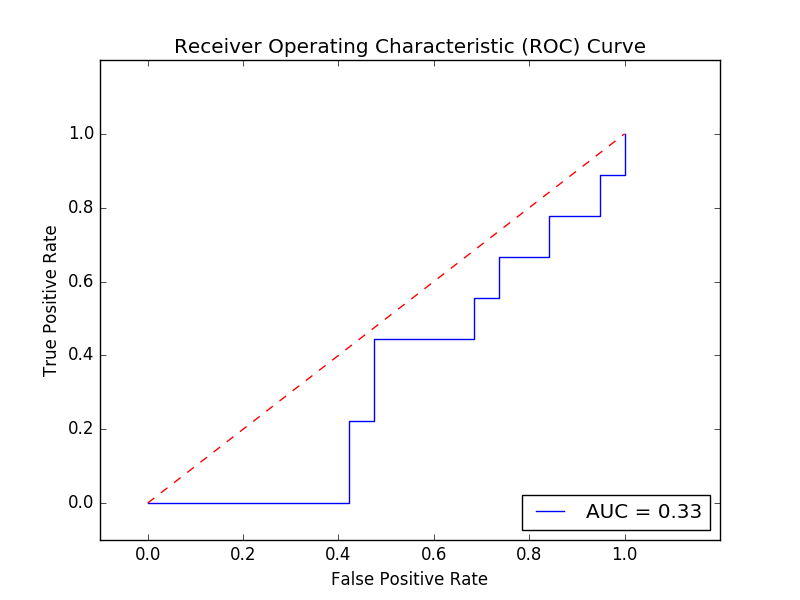 Receiver Operating Characteristic (ROC) Curve
1.0
0.8
0.6
0.4
0.2
0.0
True Positive Rate
AUC = 0.33
0.0 0.2 0.4 0.6 0.8 1.0
False Positive Rate